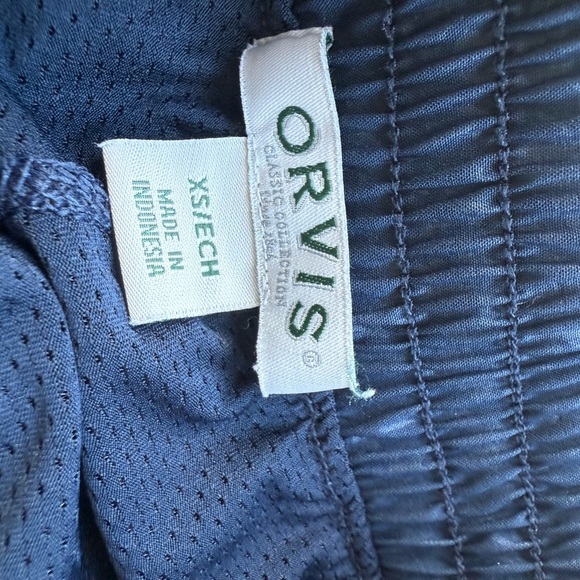 ORVIS®
CLASSIC COLLECTION
XS/ECH
MADE IN
INDONESIA